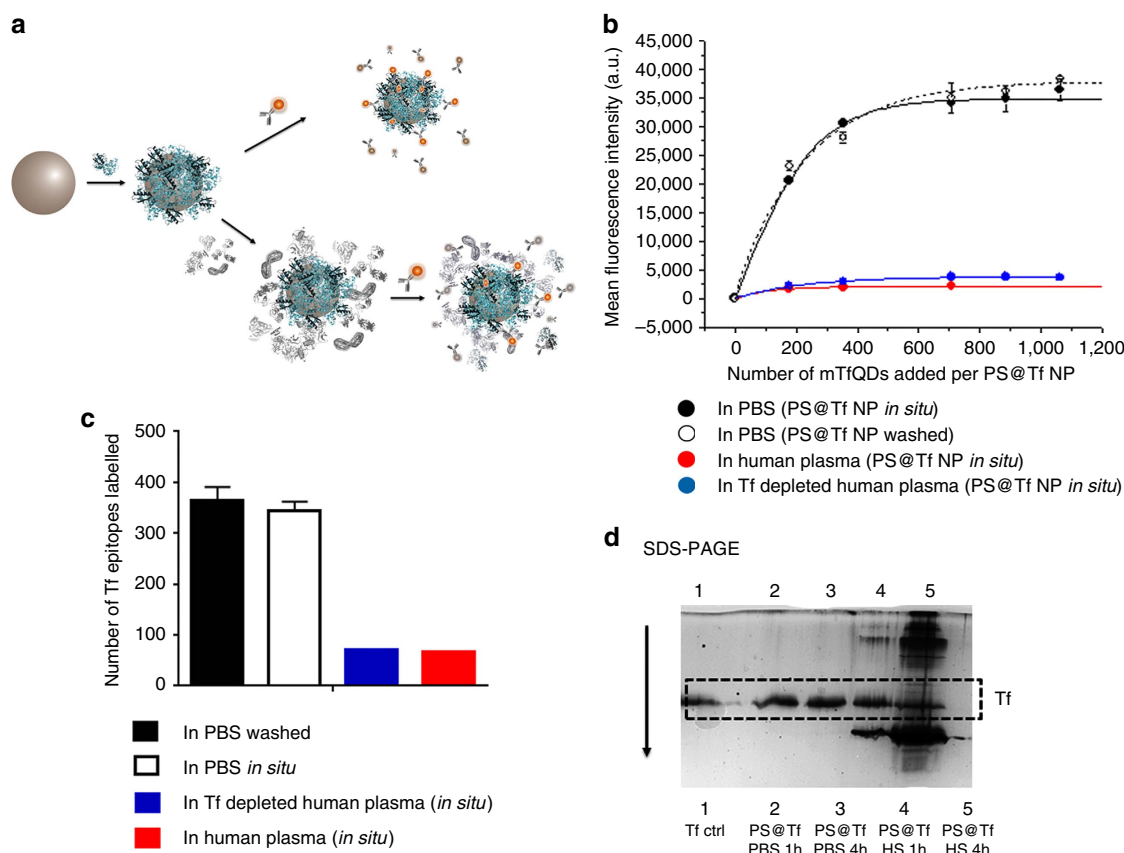 a
b
45,000
40,000
35,000
30,000
25,000
20,000
15,000
10,000
5,000
0
–5,000
Mean fluorescence intensity (a.u.)
0 200 400 600 800 1,000 1,200
Number of mTfQDs added per PS@Tf NP
In PBS (PS@Tf NP in situ)
In PBS (PS@Tf NP washed)
In human plasma (PS@Tf NP in situ)
In Tf depleted human plasma (PS@Tf NP in situ)
c
500
400
300
200
100
0
Number of Tf epitopes labelled
In PBS washed
In PBS in situ
In Tf depleted human plasma (in situ)
In human plasma (in situ)
d
SDS-PAGE
1 2 3 4 5
Tf
1 2 3 4 5
Tf ctrl PS@Tf PS@Tf PS@Tf PS@Tf
PBS 1h PBS 4h HS 1h HS 4h